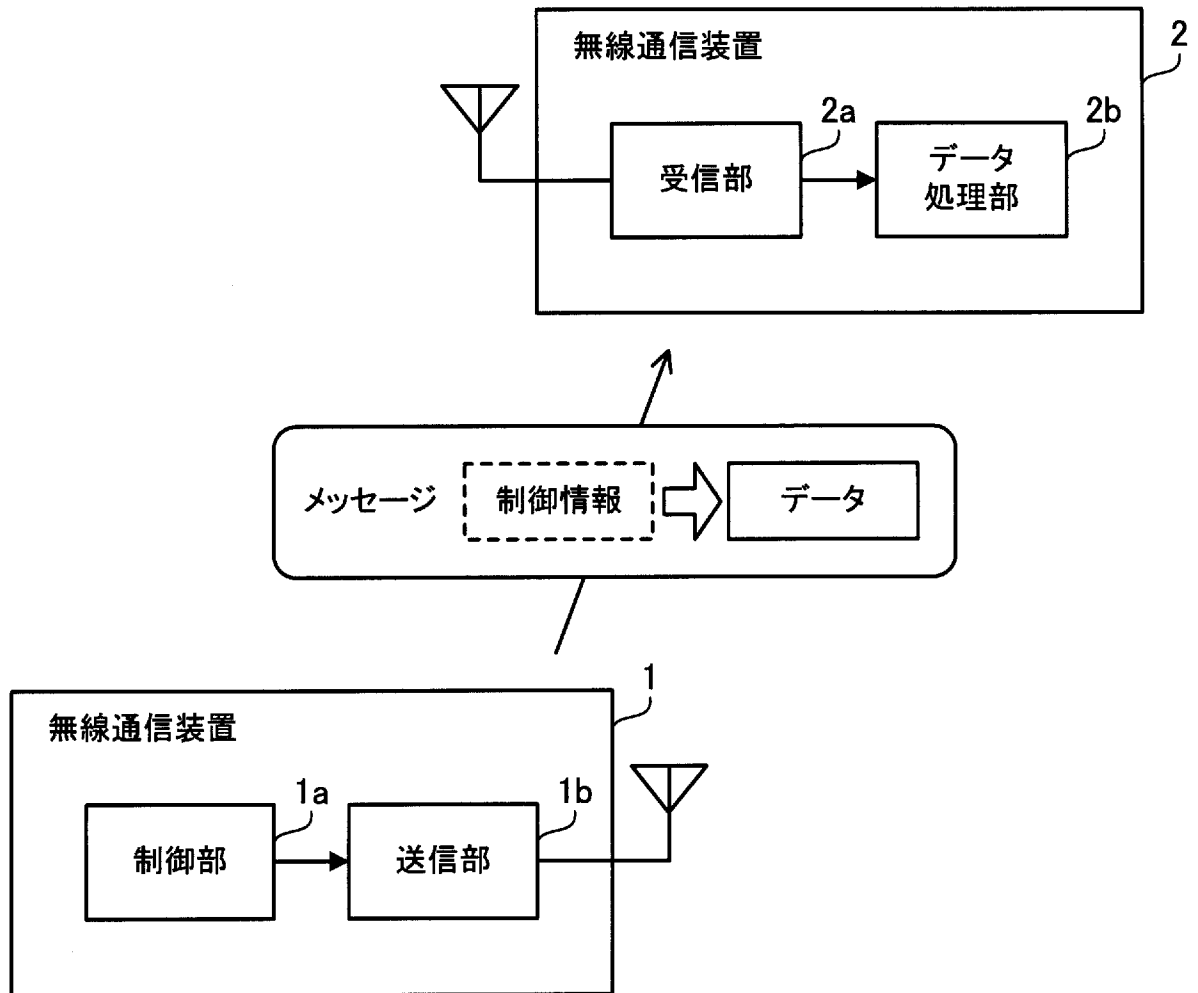 無線通信装置
2
2a
2b
受信部
データ
処理部
メッセージ
制御情報
データ
1
無線通信装置
1a
1b
制御部
送信部